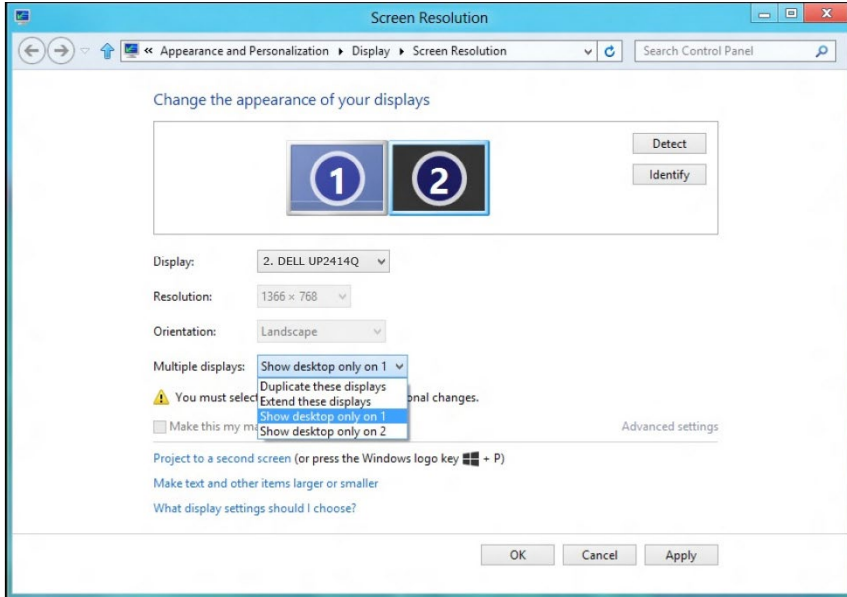 Screen Resolution
« Appearance and Personalization ▸ Display ▸ Screen Resolution
Search Control Panel
Change the appearance of your displays
1
2
Detect
Identify
Display: 2. DELL UP2414Q
Resolution: 1366 × 768
Orientation: Landscape
Multiple displays: Show desktop only on 1
Duplicate these displays
Extend these displays
Show desktop only on 1
Show desktop only on 2
You must selec onal changes.
Make this my ma
Advanced settings
Project to a second screen (or press the Windows logo key + P)
Make text and other items larger or smaller
What display settings should I choose?
OK
Cancel
Apply